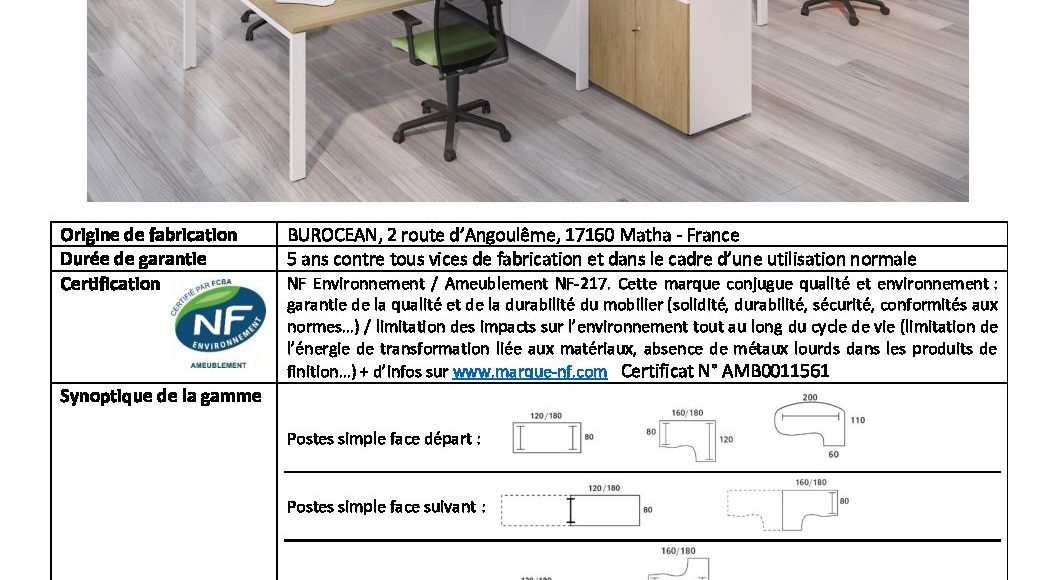 Origine de fabrication
BUROCEAN, 2 route d’Angoulême, 17160 Matha - France
Durée de garantie
5 ans contre tous vices de fabrication et dans le cadre d’une utilisation normale
Certification
CERTIFIÉ PAR FCBA
NF
ENVIRONNEMENT
AMEUBLEMENT
NF Environnement / Ameublement NF-217. Cette marque conjugue qualité et environnement :
garantie de la qualité et de la durabilité du mobilier (solidité, durabilité, sécurité, conformités aux
normes…) / limitation des impacts sur l’environnement tout au long du cycle de vie (limitation de
l’énergie de transformation liée aux matériaux, absence de métaux lourds dans les produits de
finition…) + d’infos sur www.marque-nf.com Certificat N° AMB0011561
Synoptique de la gamme
Postes simple face départ :
120/180
80
160/180
80
120
200
110
60
Postes simple face suivant :
120/180
80
160/180
80
160/180
120/180